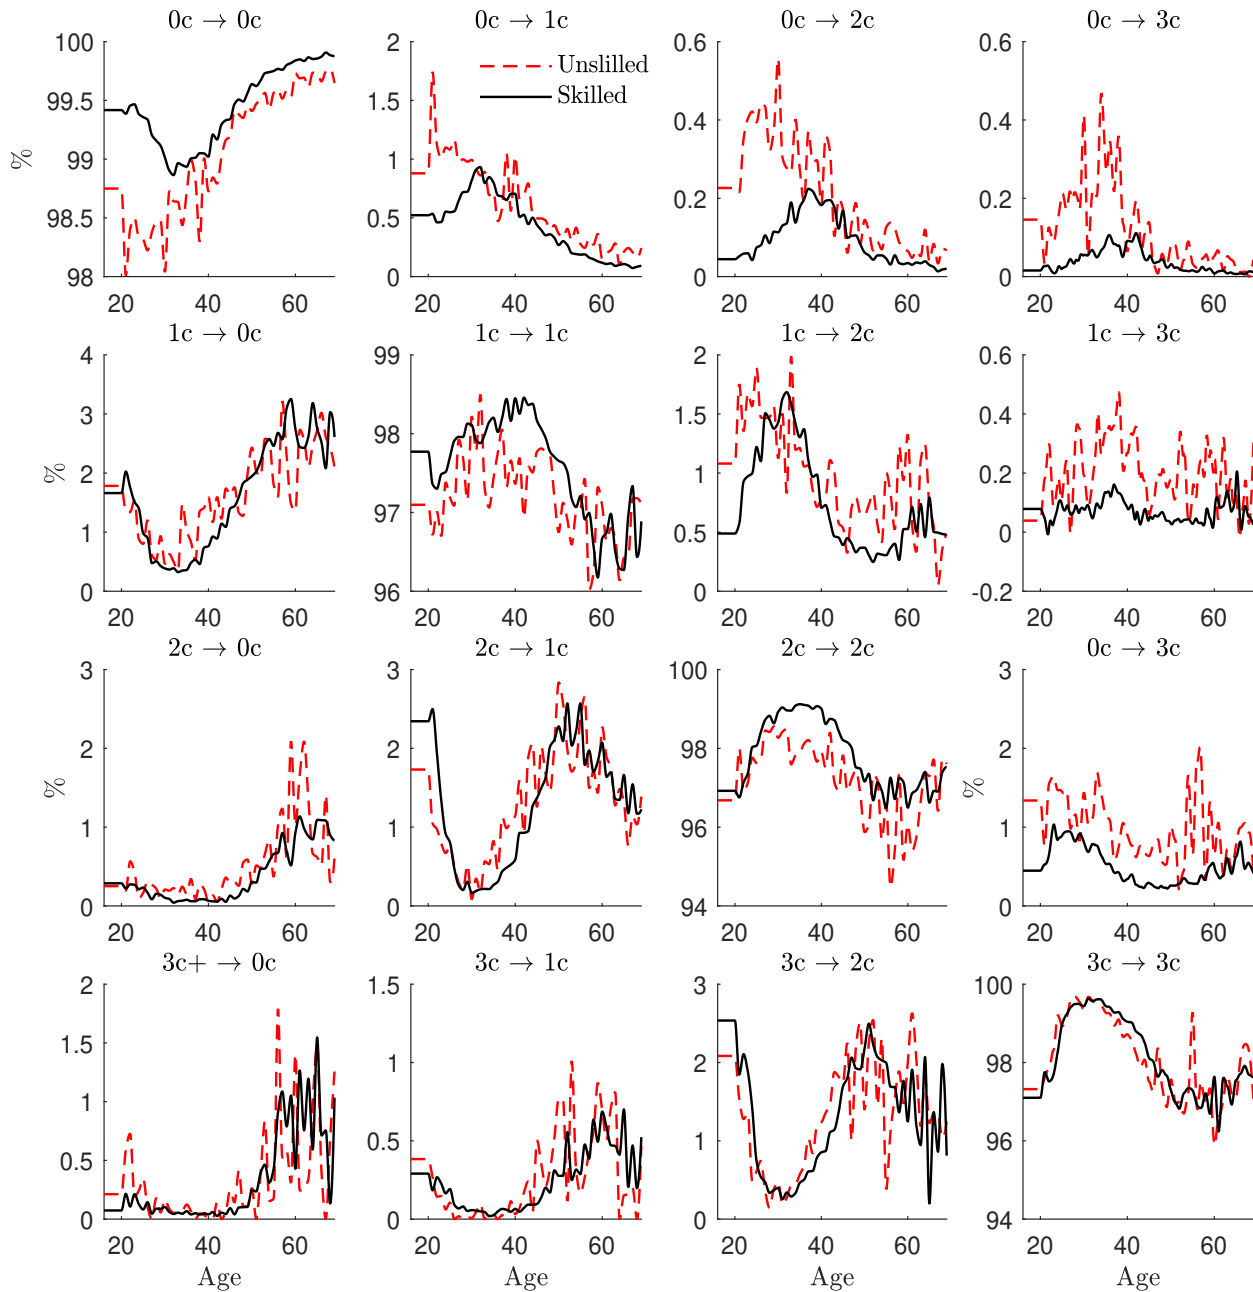 0c → 0c 0c → 1c 0c → 2c 0c → 3c
100 2 0.6 0.6
Unslilled
Skilled
99.5 1.5 0.4 0.4
% 99 1
98.5 0.5 0.2 0.2
98 0 0 0
20 40 60 20 40 60 20 40 60 20 40 60
1c → 0c 1c → 1c 1c → 2c 1c → 3c
4 99 2 0.6
3 98 1.5 0.4
% 2 1 0.2
1 97 0.5 0
0 96 0 -0.2
20 40 60 20 40 60 20 40 60 20 40 60
2c → 0c 2c → 1c 2c → 2c 0c → 3c
3 3 100 3
2 2 98 2
% %
1 1 96 1
0 0 94 0
20 40 60 20 40 60 20 40 60 20 40 60
3c+ → 0c 3c → 1c 3c → 2c 3c → 3c
2 1.5 3 100
1.5 1 2 98
1
0.5 0.5 1 96
0 0 0 94
20 40 60 20 40 60 20 40 60 20 40 60
Age Age Age Age